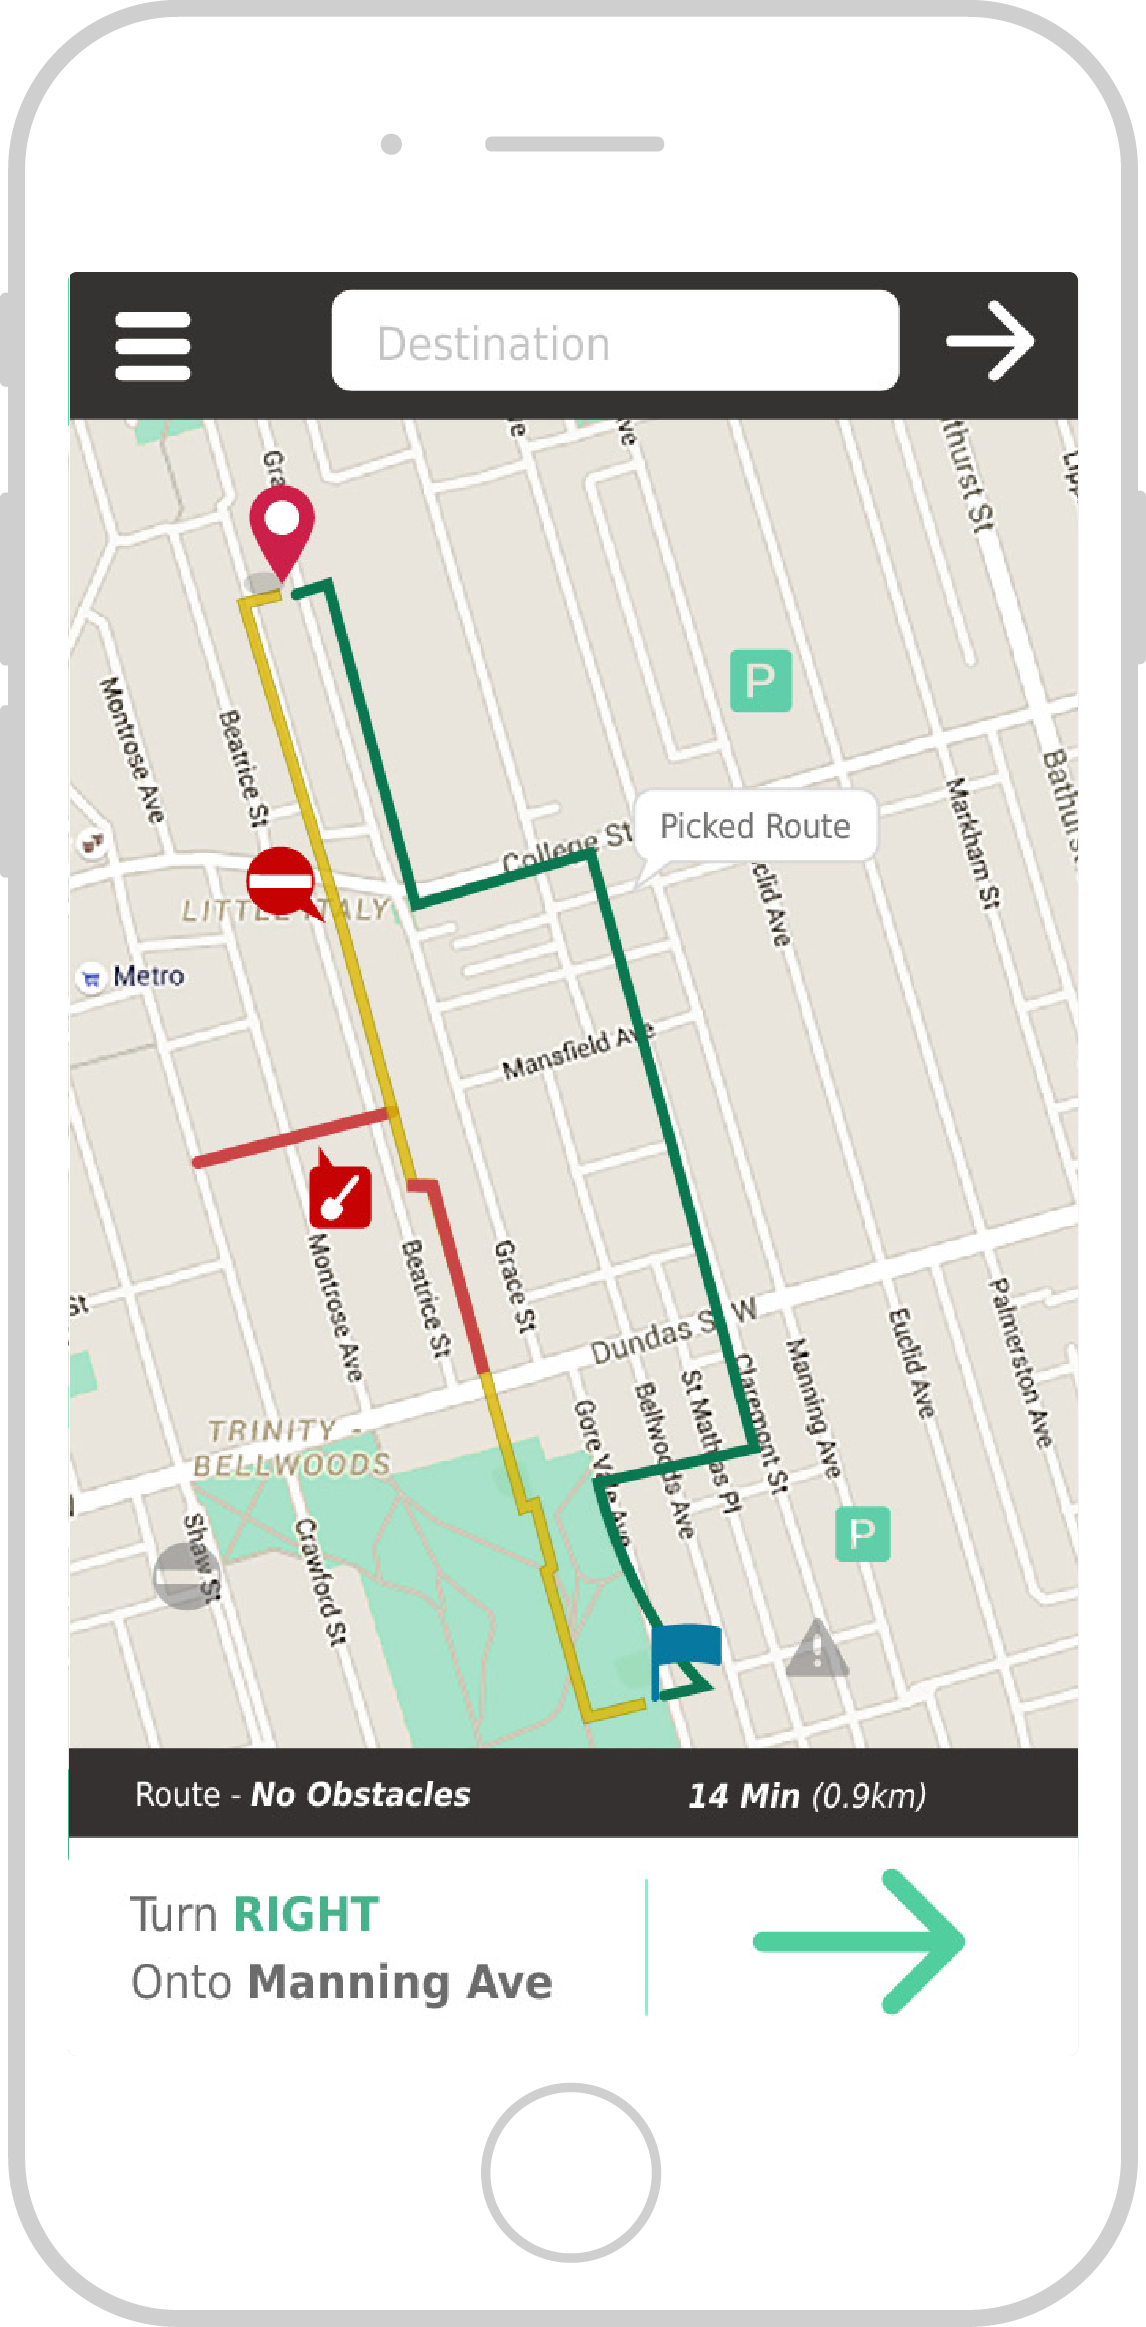 Destination
Gra
ve
ve
thurst St
Lipp
P
Montrose Ave
Beatrice St
College St
Picked Route
Markham St
Bathurs
clid Ave
LITTLE ITALY
Metro
Mansfield Ave
Montrose Ave
Beatrice St
Grace St
Dundas St W
St
TRINITY -
BELLWOODS
Gore Vale Ave
Bellwoods Ave
St Mathias Pl
Claremont St
Manning Ave
Euclid Ave
Palmerston Ave
Shaw St
Crawford St
P
Route - No Obstacles
14 Min (0.9km)
Turn RIGHT
Onto Manning Ave